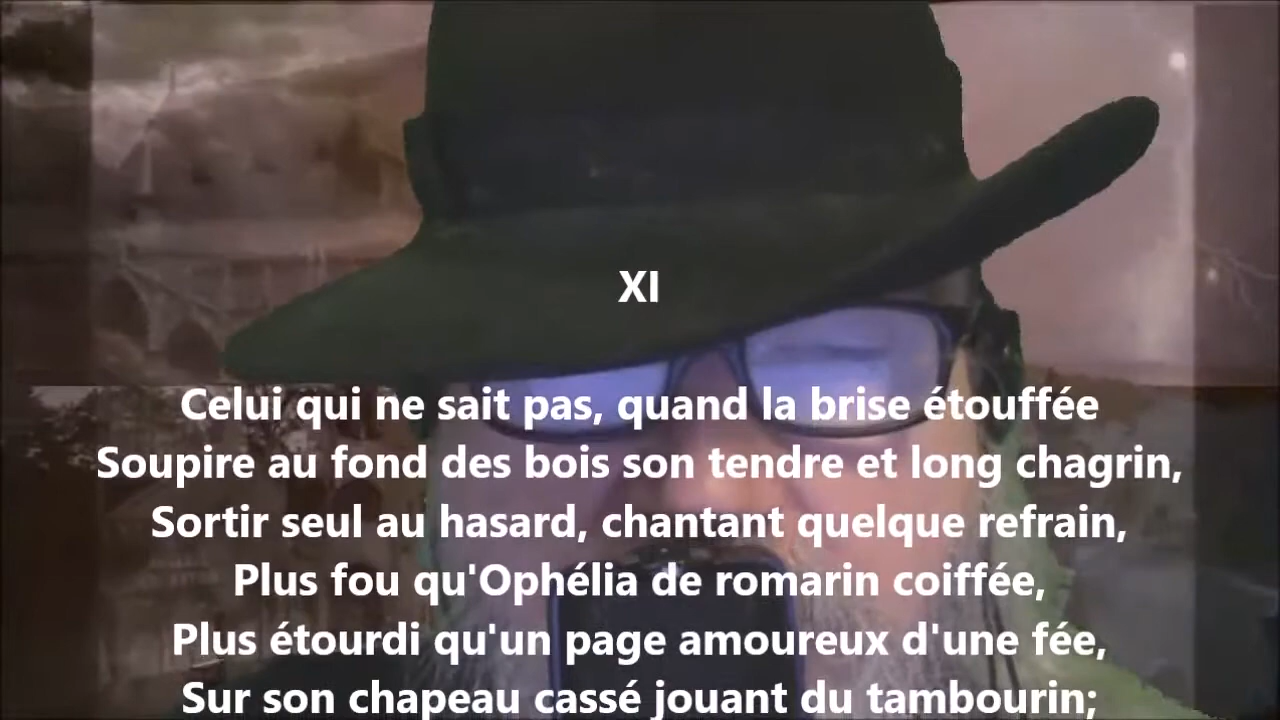 XI
Celui qui ne sait pas, quand la brise étouffée
Soupire au fond des bois son tendre et long chagrin,
Sortir seul au hasard, chantant quelque refrain,
Plus fou qu'Ophélia de romarin coiffée,
Plus étourdi qu'un page amoureux d'une fée,
Sur son chapeau cassé jouant du tambourin;